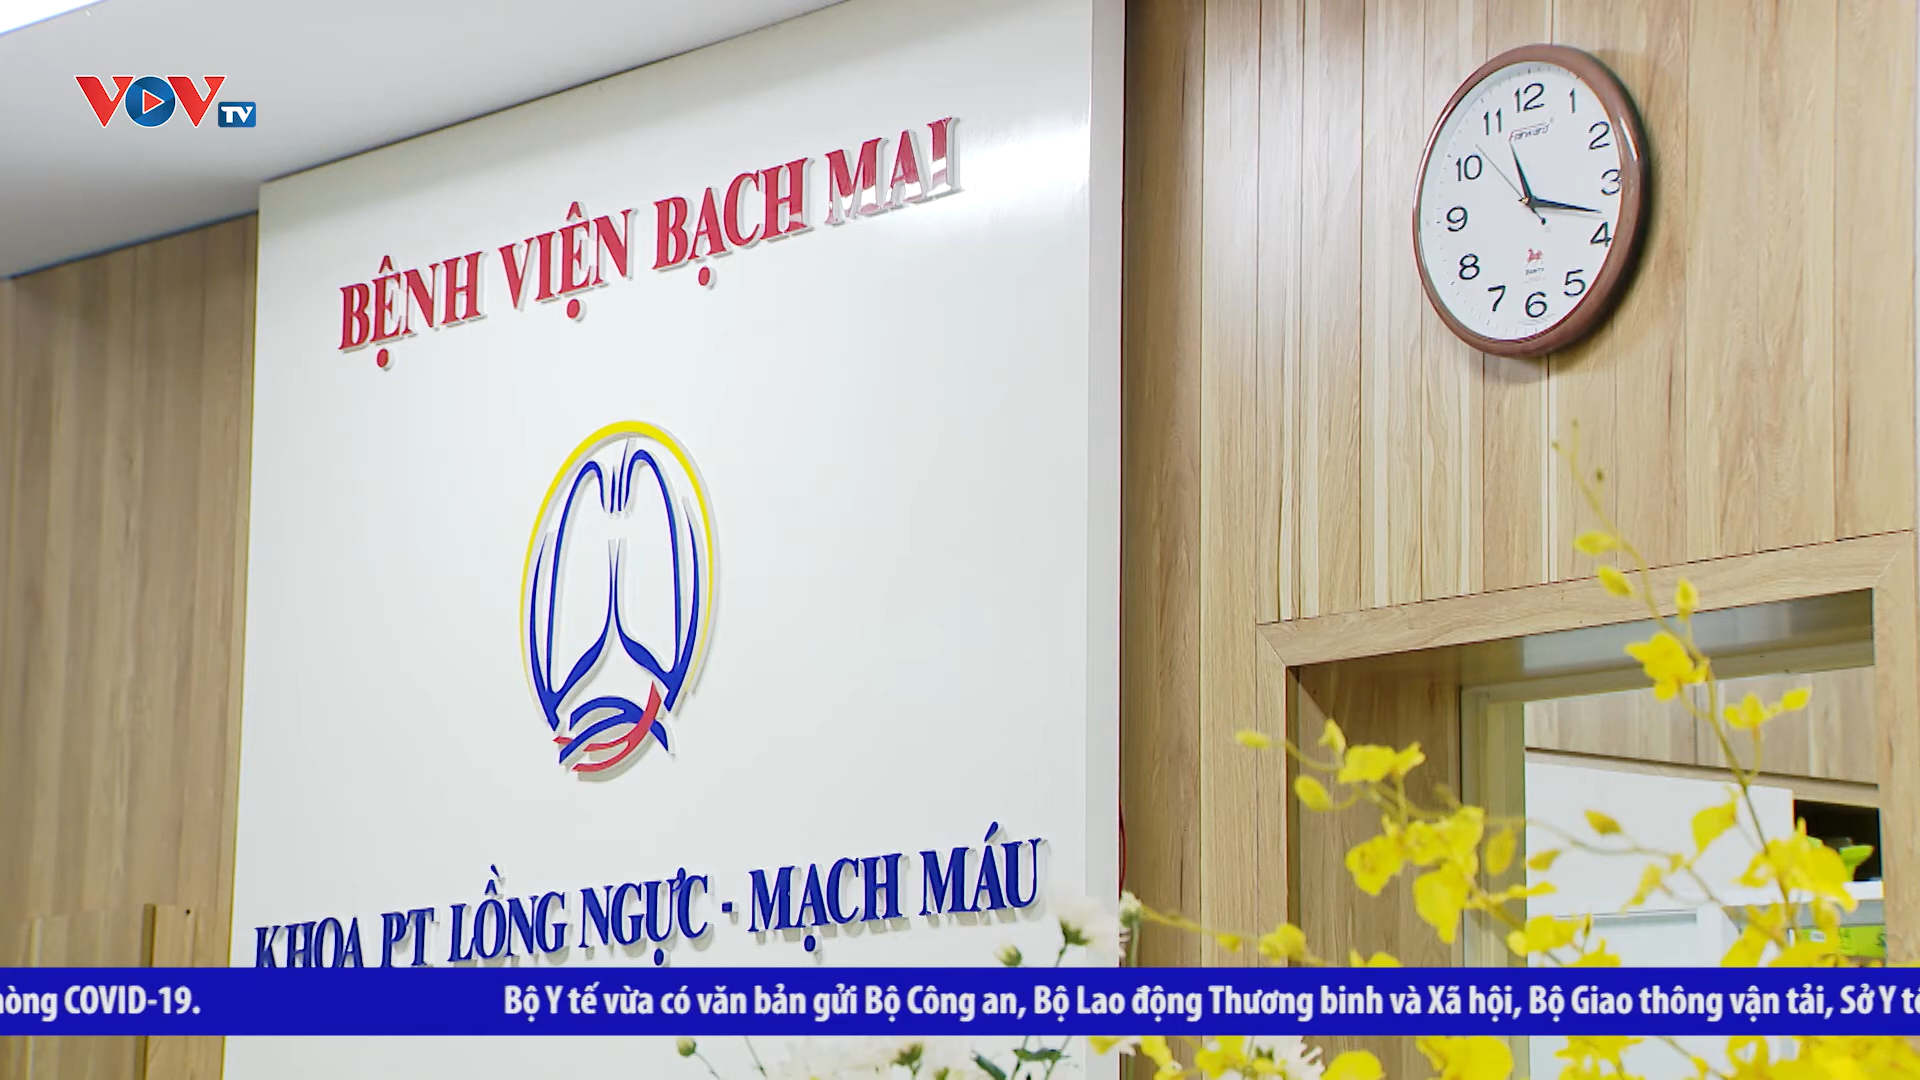 VOV TV
BỆNH VIỆN BẠCH MAI
12
1
2
3
4
5
6
7
8
9
10
11
KHOA PT LỒNG NGỰC - MẠCH MÁU
COVID-19.
Bộ Y tế vừa có văn bản gửi Bộ Công an, Bộ Lao động Thương binh và Xã hội, Bộ Giao thông vận tải, Sở Y tế